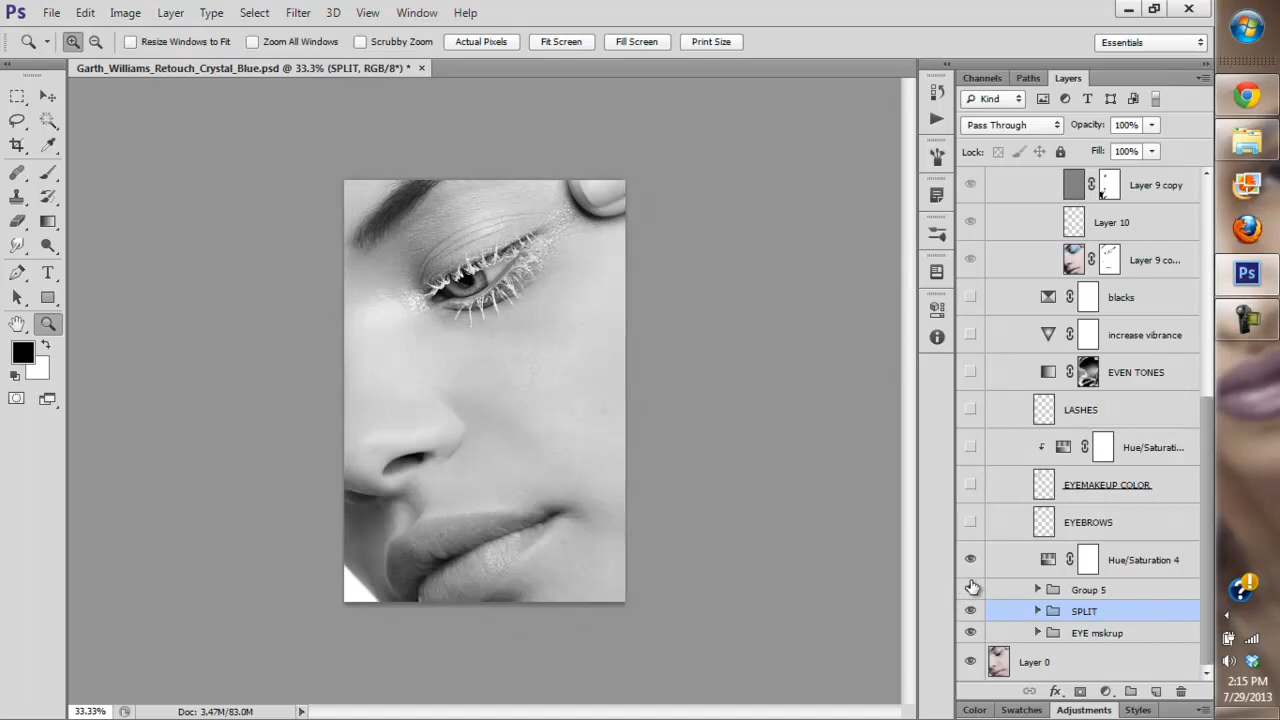 Ps File Edit Image Layer Type Select Filter 3D View Window Help
Resize Windows to Fit Zoom All Windows Scrubby Zoom Actual Pixels Fit Screen Fill Screen Print Size Essentials
Garth_Williams_Retouch_Crystal_Blue.psd @ 33.3% (SPLIT, RGB/8*) * ×
Channels Paths Layers
Kind
Pass Through Opacity: 100%
Lock: Fill: 100%
Layer 9 copy
Layer 10
Layer 9 co...
blacks
increase vibrance
EVEN TONES
LASHES
Hue/Saturati...
EYEMAKEUP COLOR
EYEBROWS
Hue/Saturation 4
Group 5
SPLIT
EYE mskrup
Layer 0
33.33% Doc: 3.47M/83.0M
Color Swatches Adjustments Styles
Ps
2:15 PM
7/29/2013